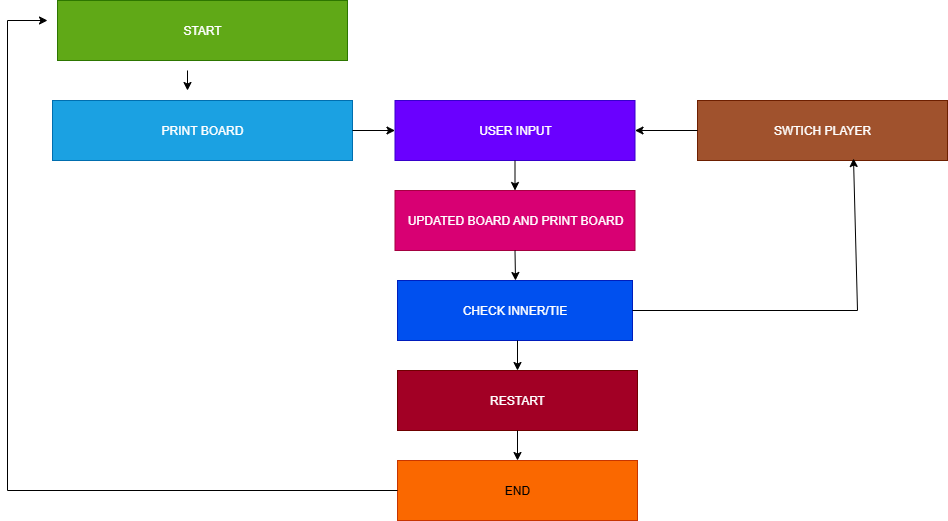 START
PRINT BOARD
USER INPUT
SWTICH PLAYER
UPDATED BOARD AND PRINT BOARD
CHECK INNER/TIE
RESTART
END